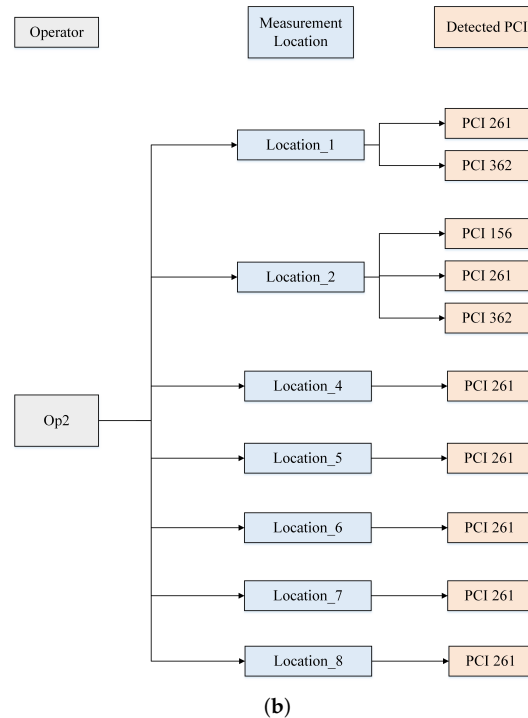 Operator
Measurement
Location
Detected PCI
Location_1
PCI 261
PCI 362
Location_2
PCI 156
PCI 261
PCI 362
Op2
Location_4
PCI 261
Location_5
PCI 261
Location_6
PCI 261
Location_7
PCI 261
Location_8
PCI 261
(b)